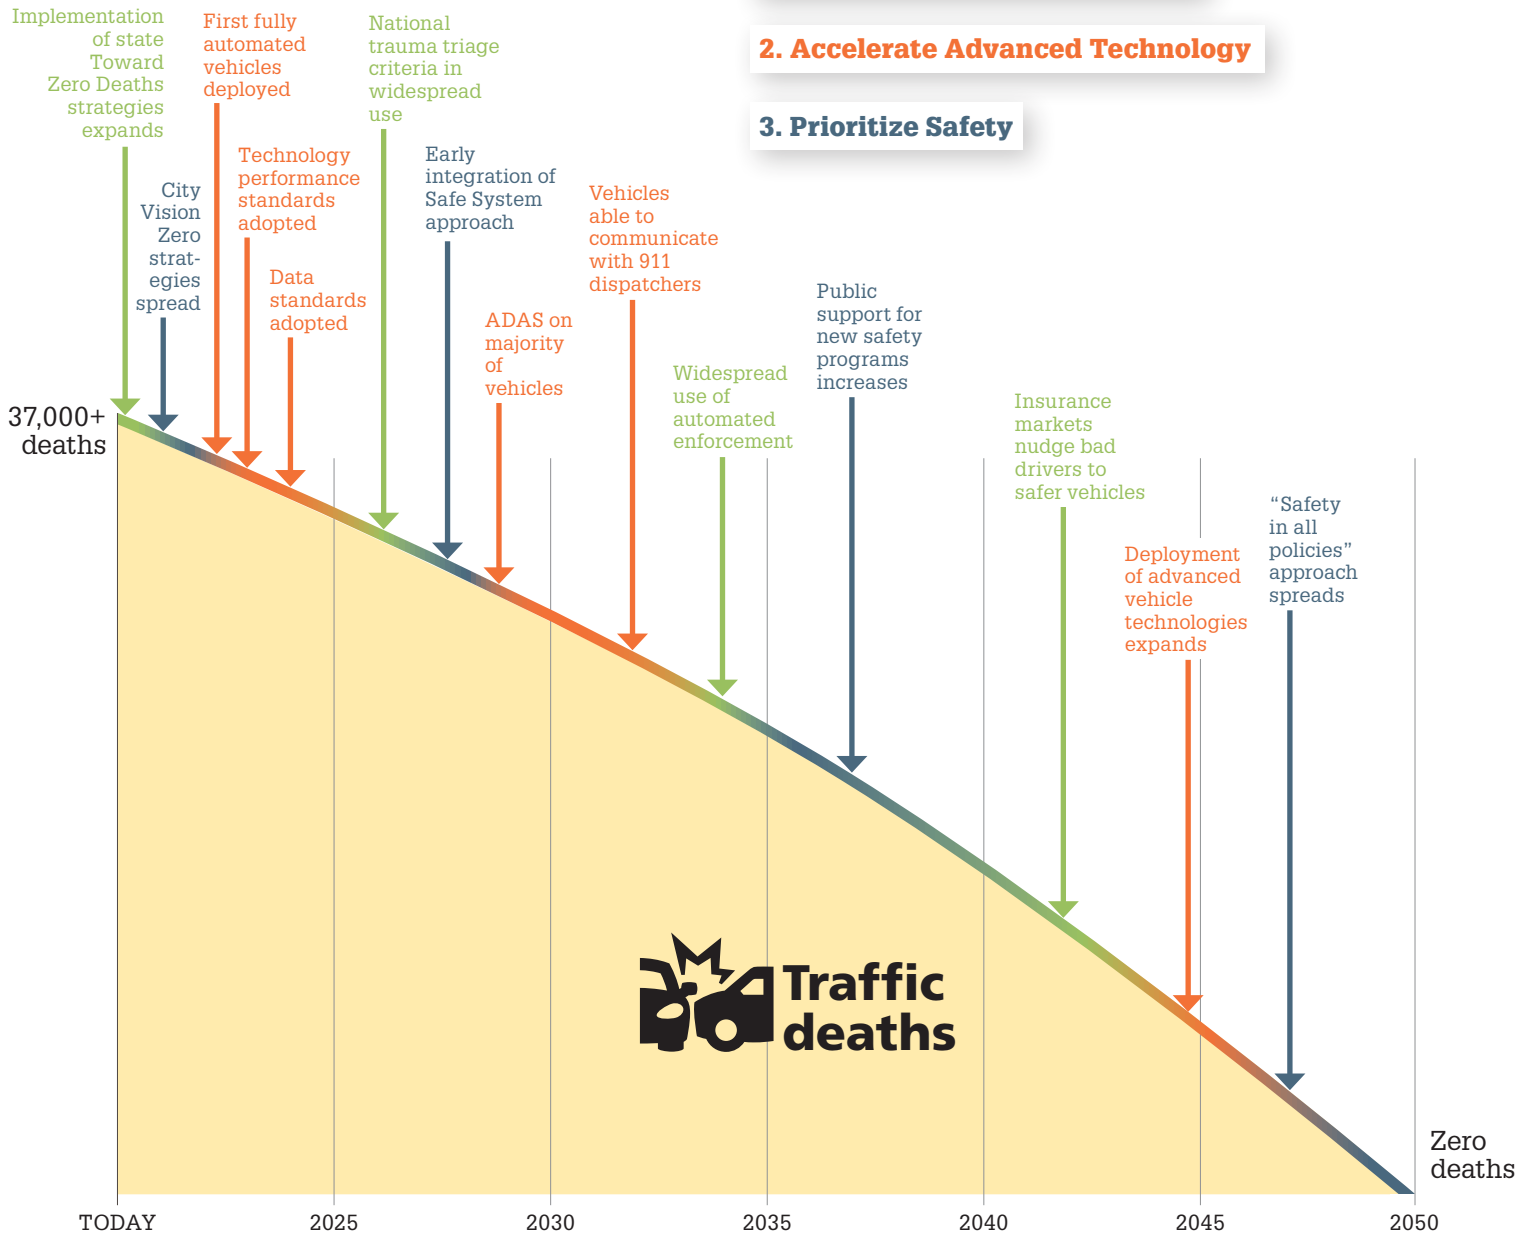 2. Accelerate Advanced Technology
3. Prioritize Safety
Implementation
of state
Toward
Zero Deaths
strategies
expands
City
Vision
Zero
strat-
egies
spread
First fully
automated
vehicles
deployed
Technology
performance
standards
adopted
Data
standards
adopted
National
trauma triage
criteria in
widespread
use
Early
integration of
Safe System
approach
ADAS on
majority
of
vehicles
Vehicles
able to
communicate
with 911
dispatchers
Widespread
use of
automated
enforcement
Public
support for
new safety
programs
increases
Insurance
markets
nudge bad
drivers to
safer vehicles
Deployment
of advanced
vehicle
technologies
expands
“Safety
in all
policies”
approach
spreads
37,000+
deaths
Traffic
deaths
Zero
deaths
TODAY
2025
2030
2035
2040
2045
2050